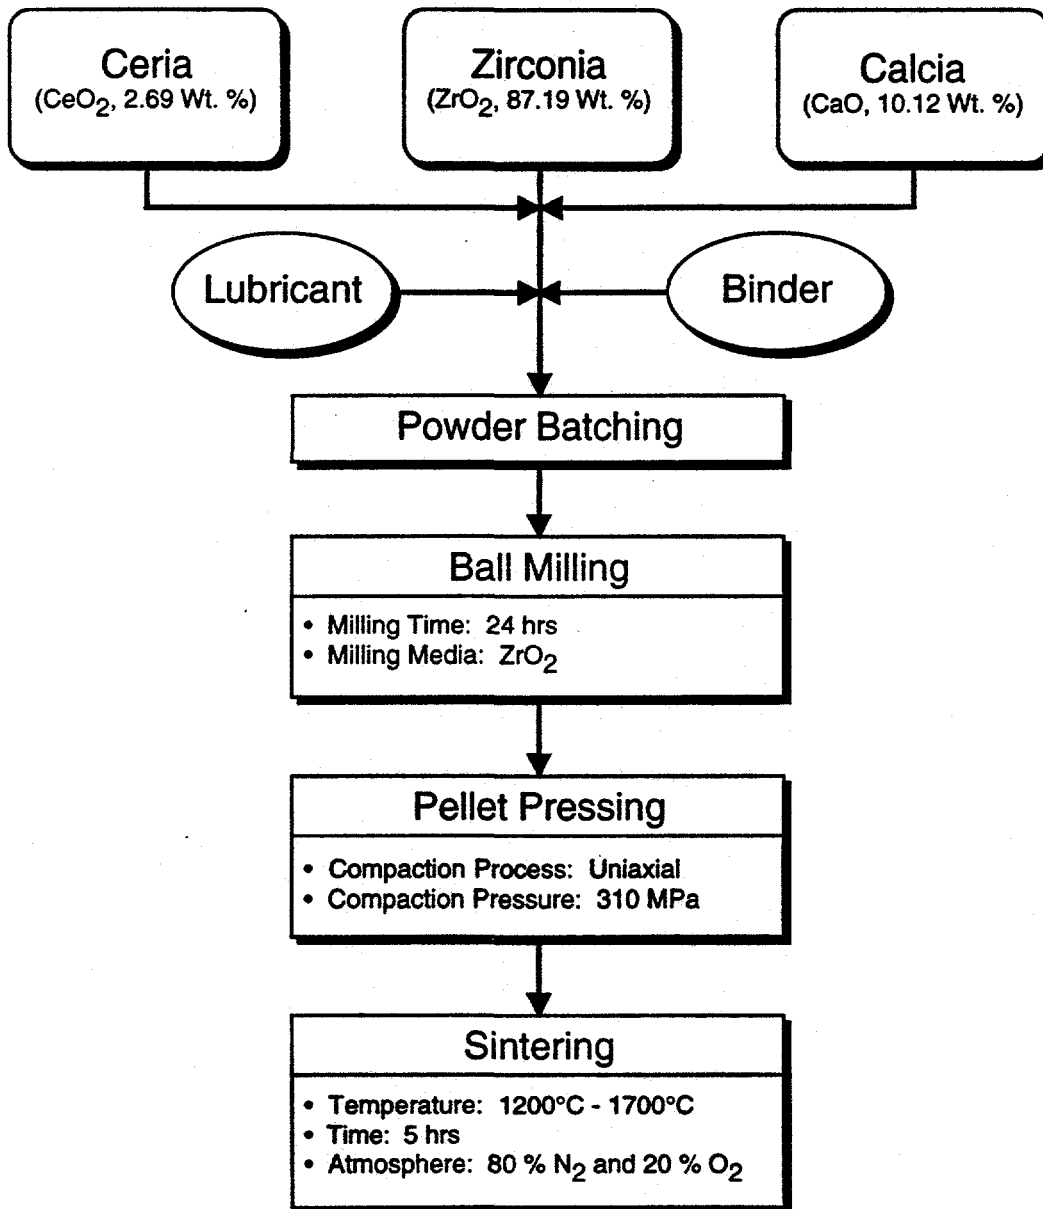 Ceria
(CeO₂, 2.69 Wt. %)
Zirconia
(ZrO₂, 87.19 Wt. %)
Calcia
(CaO, 10.12 Wt. %)
Lubricant
Binder
Powder Batching
Ball Milling
• Milling Time: 24 hrs
• Milling Media: ZrO₂
Pellet Pressing
• Compaction Process: Uniaxial
• Compaction Pressure: 310 MPa
Sintering
• Temperature: 1200°C - 1700°C
• Time: 5 hrs
• Atmosphere: 80 % N₂ and 20 % O₂